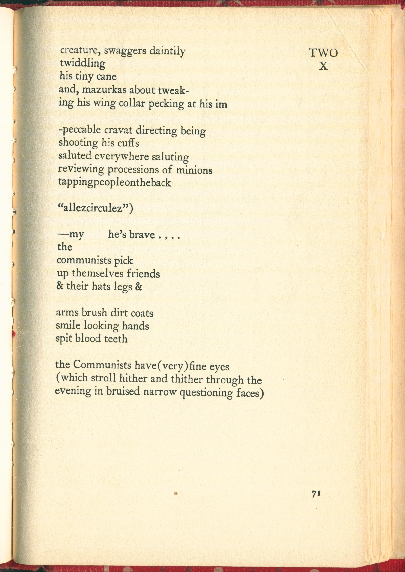 creature, swaggers daintily
twiddling
his tiny cane
and, mazurkas about tweak-
ing his wing collar pecking at his im

-peccable cravat directing being
shooting his cuffs
saluted everywhere saluting
reviewing processions of minions
tappingpeopleontheback

“allezcirculez”)

—my      he’s brave . . . .
the
communists pick
up themselves friends
& their hats legs &

arms brush dirt coats
smile looking hands
spit blood teeth

the Communists have(very)fine eyes
(which stroll hither and thither through the
evening in bruised narrow questioning faces)

TWO
X

71